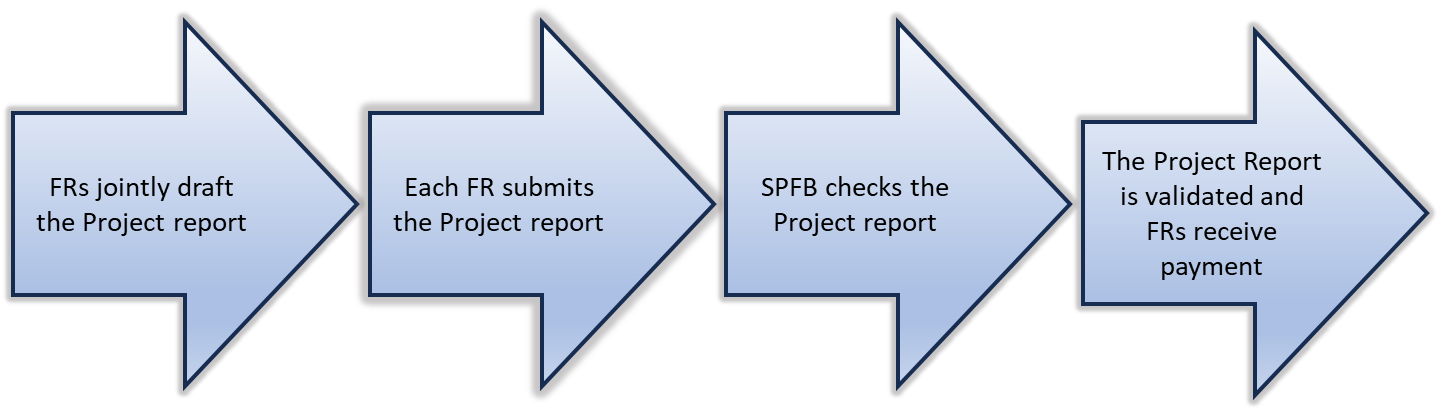 FRs jointly draft
the Project report
Each FR submits
the Project report
SPFB checks the
Project report
The Project Report
is validated and
FRs receive
payment